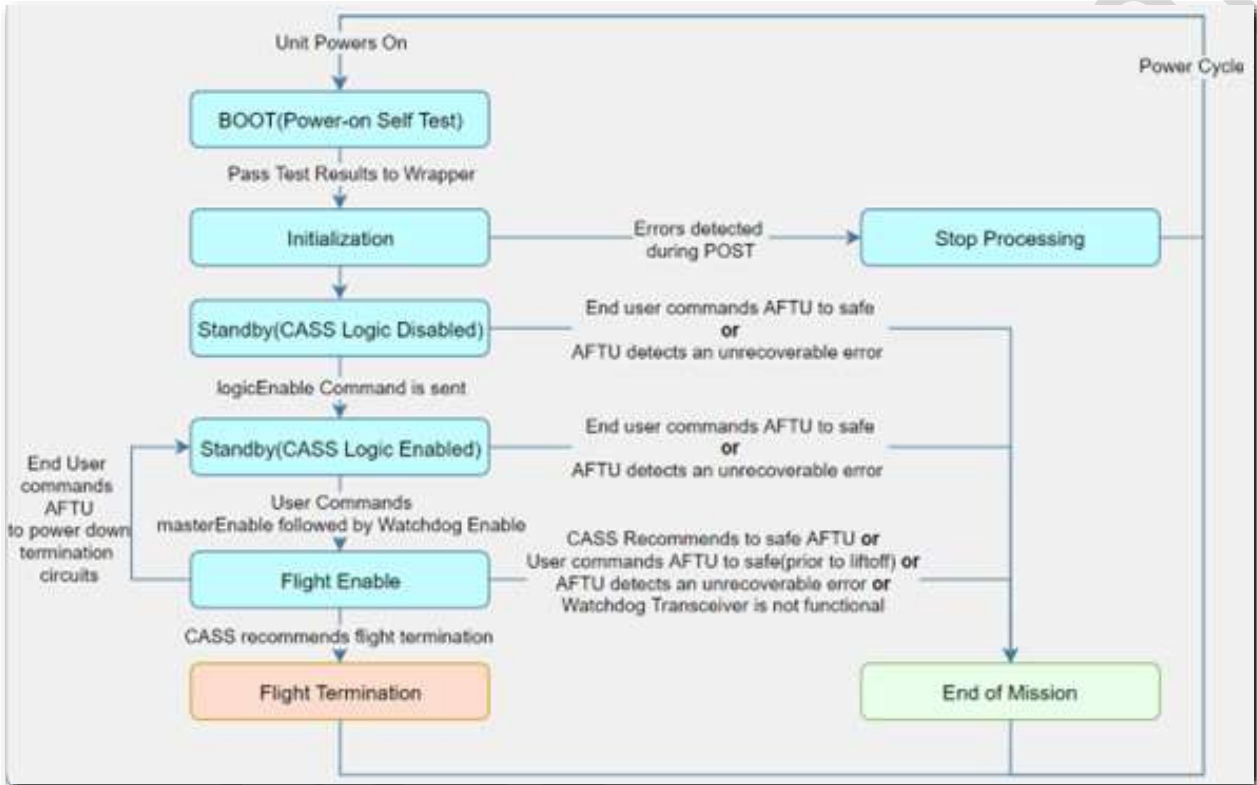 Unit Powers On
Power Cycle
BOOT(Power-on Self Test)
Pass Test Results to Wrapper
Initialization
Errors detected
during POST
Stop Processing
Standby(CASS Logic Disabled)
End user commands AFTU to safe
or
AFTU detects an unrecoverable error
logicEnable Command is sent
Standby(CASS Logic Enabled)
End user commands AFTU to safe
or
AFTU detects an unrecoverable error
End User
commands
AFTU
to power down
termination
circuits
User Commands
masterEnable followed by Watchdog Enable
Flight Enable
CASS Recommends to safe AFTU or
User commands AFTU to safe(prior to liftoff) or
AFTU detects an unrecoverable error or
Watchdog Transceiver is not functional
CASS recommends flight termination
Flight Termination
End of Mission